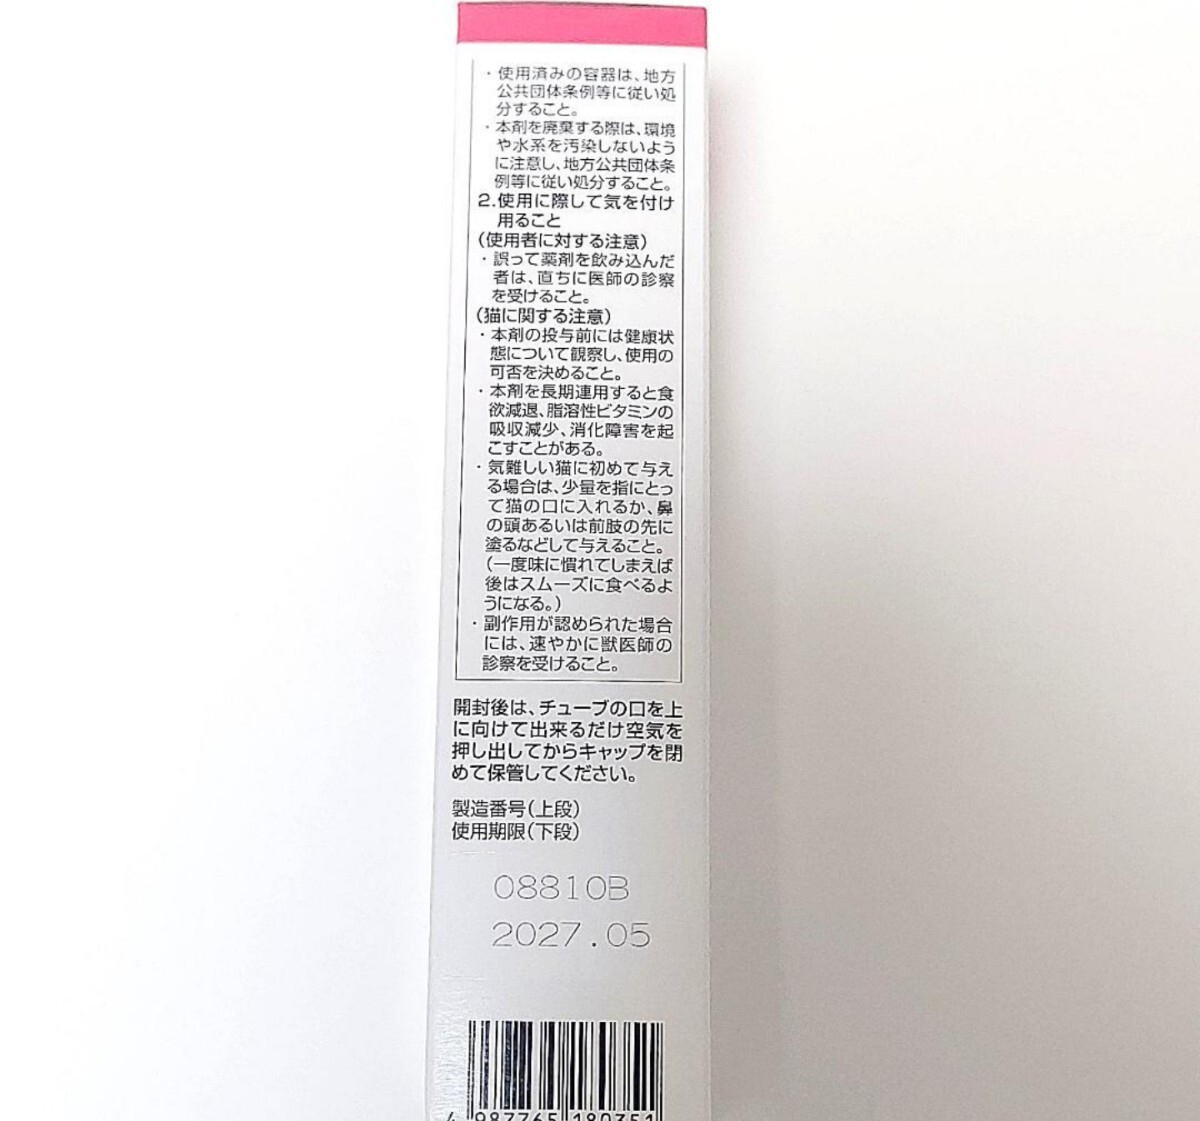 ・使用済みの容器は、地方
公共団体条例等に従い処
分すること。
・本剤を廃棄する際は、環境
や水系を汚染しないよう
に注意し、地方公共団体条
例等に従い処分すること。
2.使用に際して気を付け
用ること
(使用者に対する注意)
・誤って薬剤を飲み込んだ
者は、直ちに医師の診察
を受けること。
(猫に関する注意)
・本剤の投与前には健康状
態について観察し、使用の
可否を決めること。
・本剤を長期連用すると食
欲減退、脂溶性ビタミンの
吸収減少、消化障害を起
こすことがある。
・気難しい猫に初めて与え
る場合は、少量を指にとっ
て猫の口に入れるか、鼻
の頭あるいは前肢の先に
塗るなどして与えること。
(一度味に慣れてしまえば
後はスムーズに食べるよ
うになる。)
・副作用が認められた場合
には、速やかに獣医師の
診察を受けること。
開封後は、チューブの口を上
に向けて出来るだけ空気を
押し出してからキャップを閉
めて保管してください。
製造番号(上段)
使用期限(下段)
08810B
2027.05
4 987765 180351